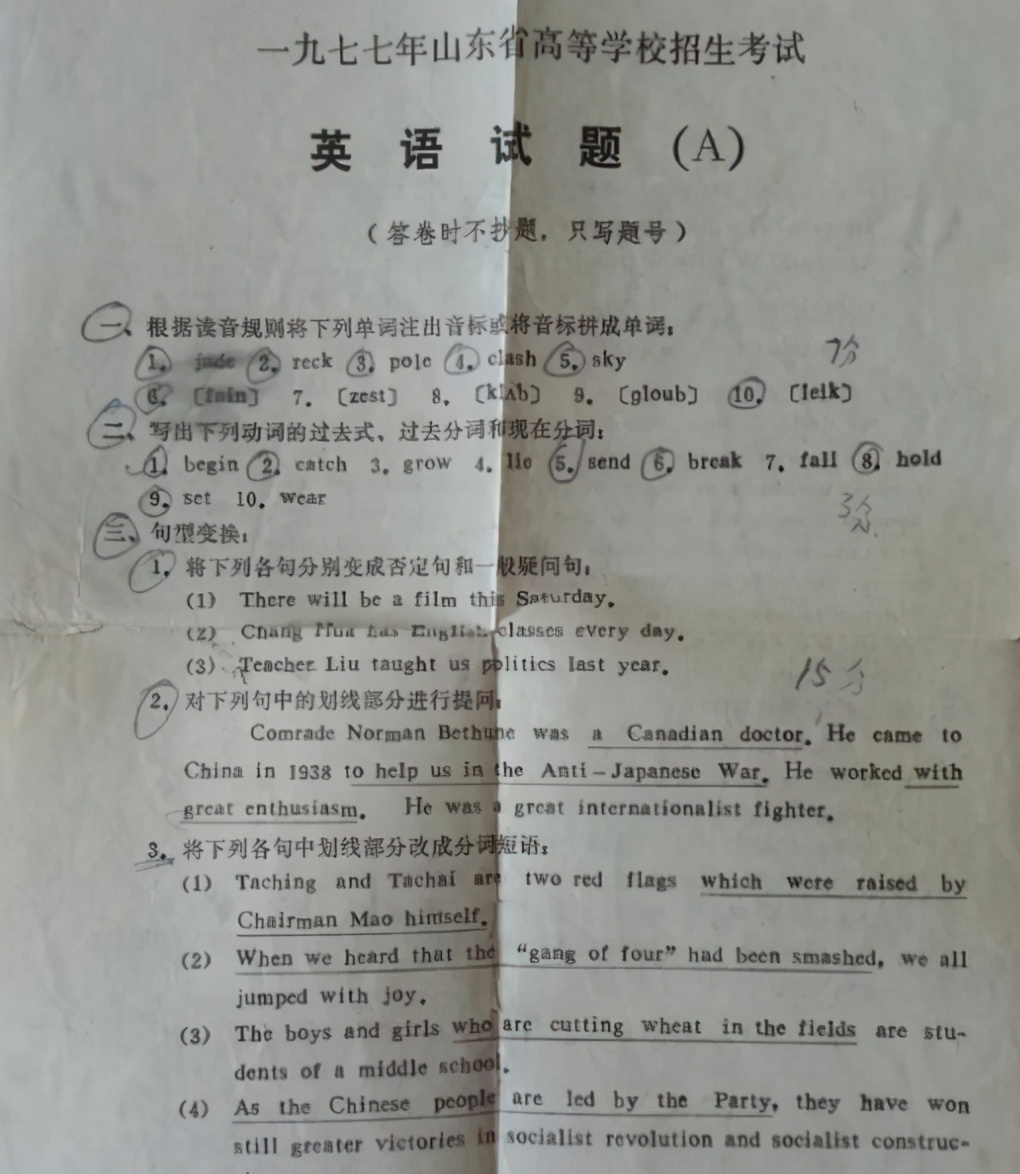 一九七七年山东省高等学校招生考试
英语试题(A)
(答卷时不抄题,只写题号)
一、根据读音规则将下列单词注出音标或将音标拼成单词:
1. jade 2. reck 3. pole 4. clash 5. sky
7分
6. 〔fain〕 7. 〔zest〕 8. 〔klʌb〕 9. 〔gloub〕 10. 〔leik〕
二、写出下列动词的过去式、过去分词和现在分词:
1. begin 2. catch 3. grow 4. lie 5. send 6. break 7. fall 8. hold
9. set 10. wear
3分
三、句型变换:
1. 将下列各句分别变成否定句和一般疑问句:
(1) There will be a film this Saturday.
(2) Chang Hua has English classes every day.
(3) Teacher Liu taught us politics last year.
15分
2. 对下列句中的划线部分进行提问:
Comrade Norman Bethune was a Canadian doctor. He came to
China in 1938 to help us in the Anti-Japanese War. He worked with
great enthusiasm. He was a great internationalist fighter.
3. 将下列各句中划线部分改成分词短语:
(1) Taching and Tachai are two red flags which were raised by
Chairman Mao himself.
(2) When we heard that the "gang of four" had been smashed, we all
jumped with joy.
(3) The boys and girls who are cutting wheat in the fields are stu-
dents of a middle school.
(4) As the Chinese people are led by the Party, they have won
still greater victories in socialist revolution and socialist construc-